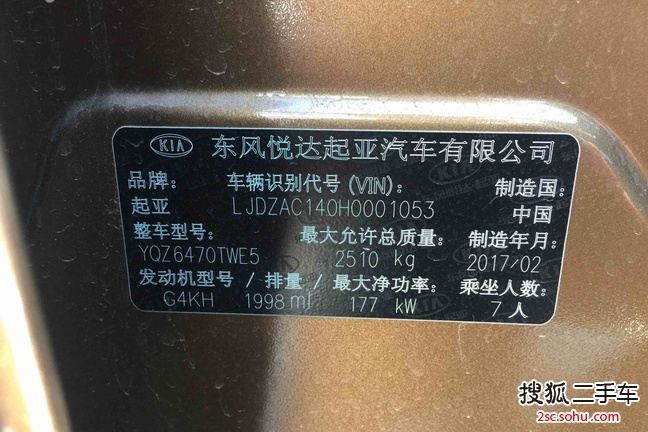 KIA 东风悦达起亚汽车有限公司
品牌: 车辆识别代号 (VIN): 制造国:
起亚 LJDZAC140H0001053 中国
整车型号: 最大允许总质量: 制造年月:
YQZ6470TWE5 2510 kg 2017/02
发动机型号 / 排量 / 最大净功率: 乘坐人数:
G4KH 1998 ml 177 kW 7 人
搜狐二手车
2sc.sohu.com